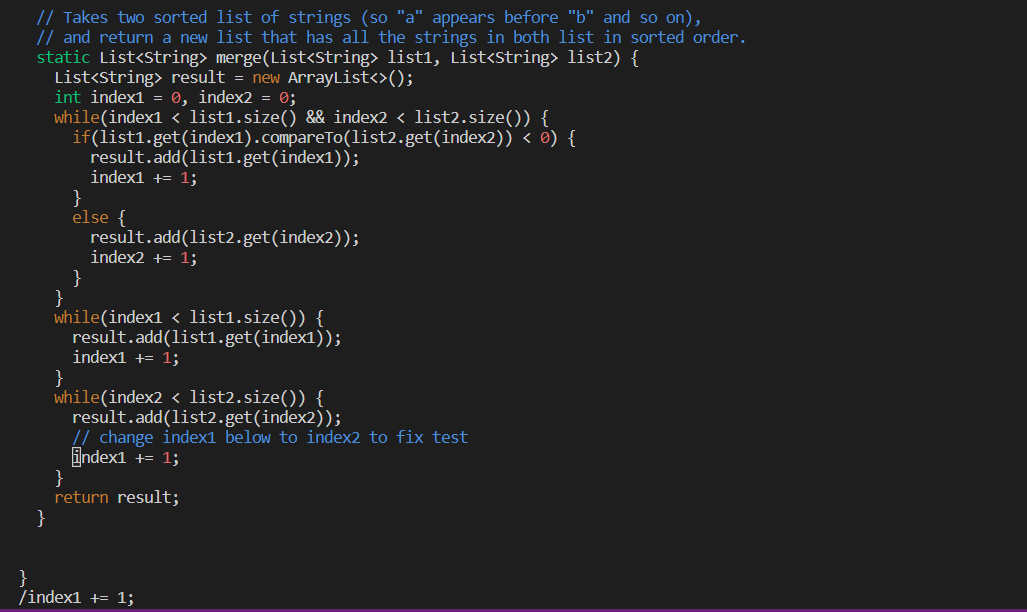 // Takes two sorted list of strings (so "a" appears before "b" and so on),
// and return a new list that has all the strings in both list in sorted order.
static List<String> merge(List<String> list1, List<String> list2) {
List<String> result = new ArrayList<>();
int index1 = 0, index2 = 0;
while(index1 < list1.size() && index2 < list2.size()) {
if(list1.get(index1).compareTo(list2.get(index2)) < 0) {
result.add(list1.get(index1));
index1 += 1;
}
else {
result.add(list2.get(index2));
index2 += 1;
}
}
while(index1 < list1.size()) {
result.add(list1.get(index1));
index1 += 1;
}
while(index2 < list2.size()) {
result.add(list2.get(index2));
// change index1 below to index2 to fix test
index1 += 1;
}
return result;
}
}
/index1 += 1;